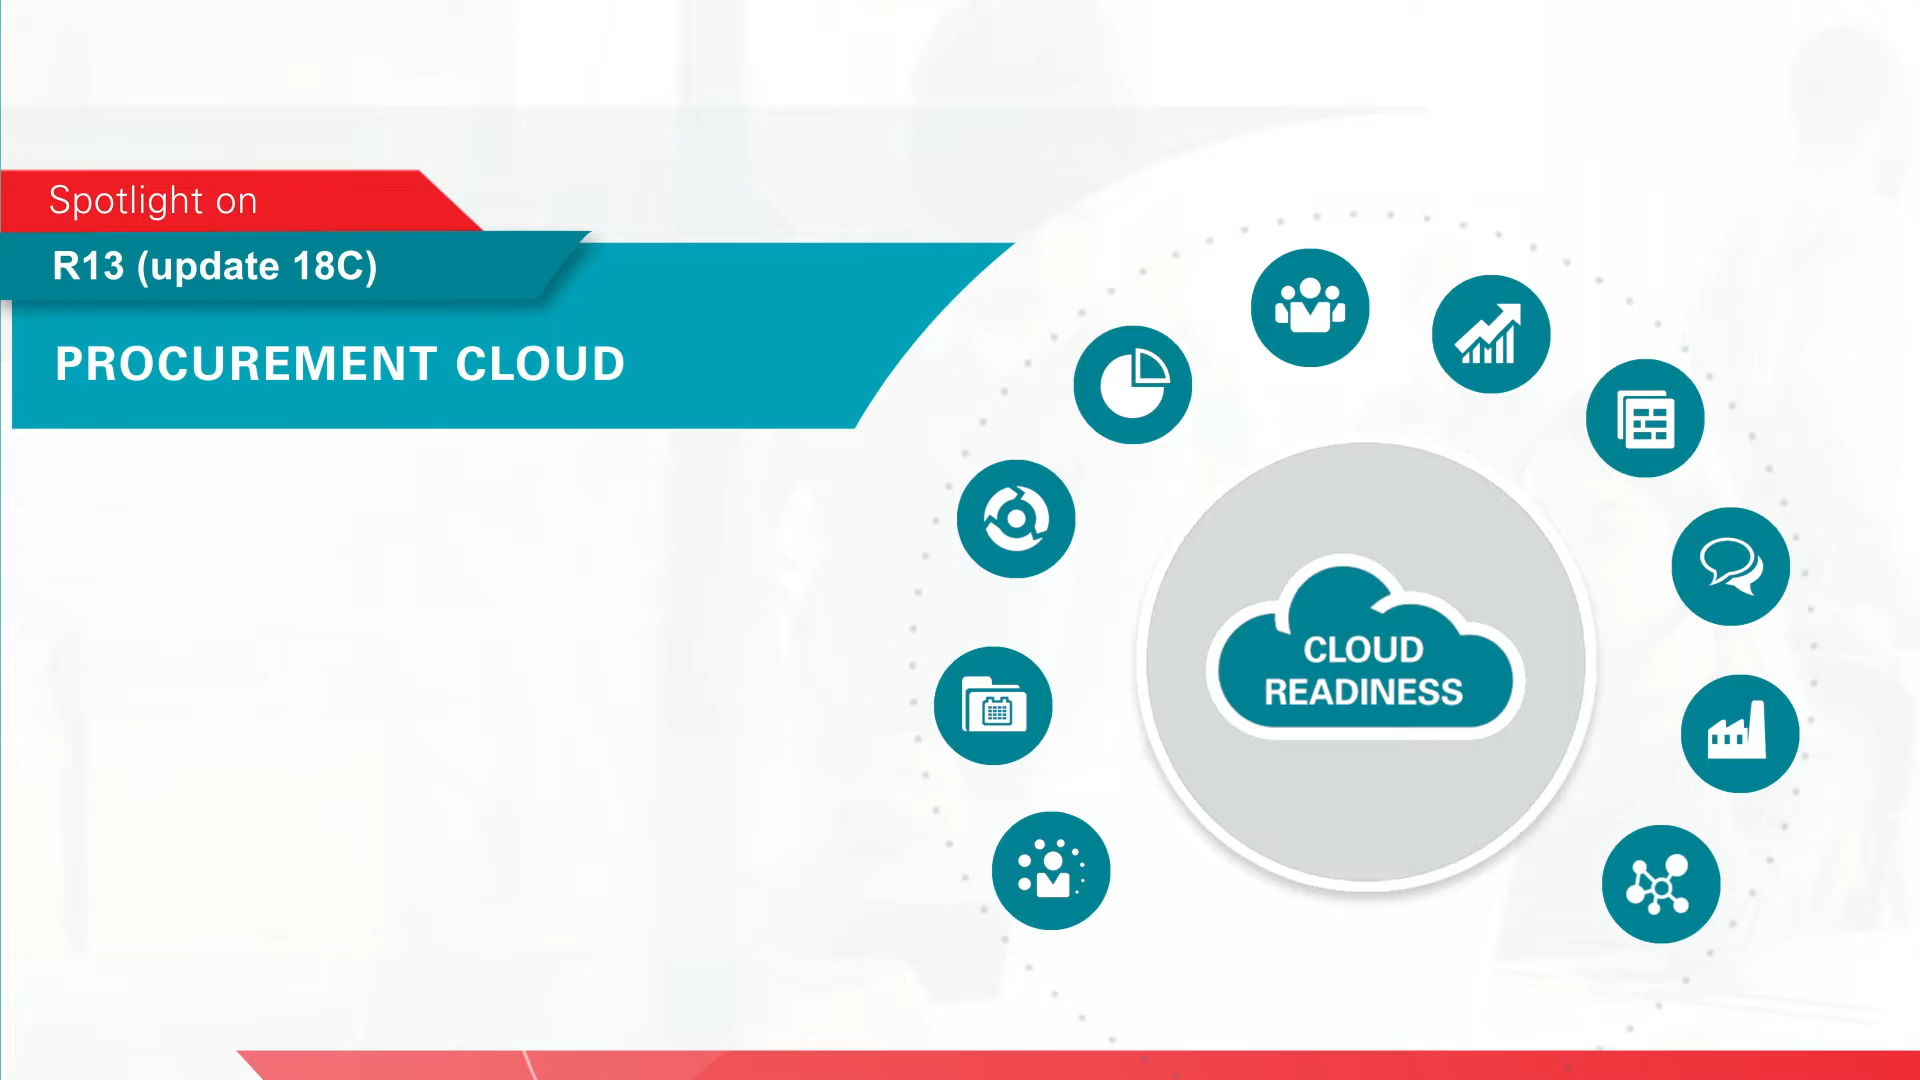 Spotlight on
R13 (update 18C)
PROCUREMENT CLOUD
CLOUD
READINESS